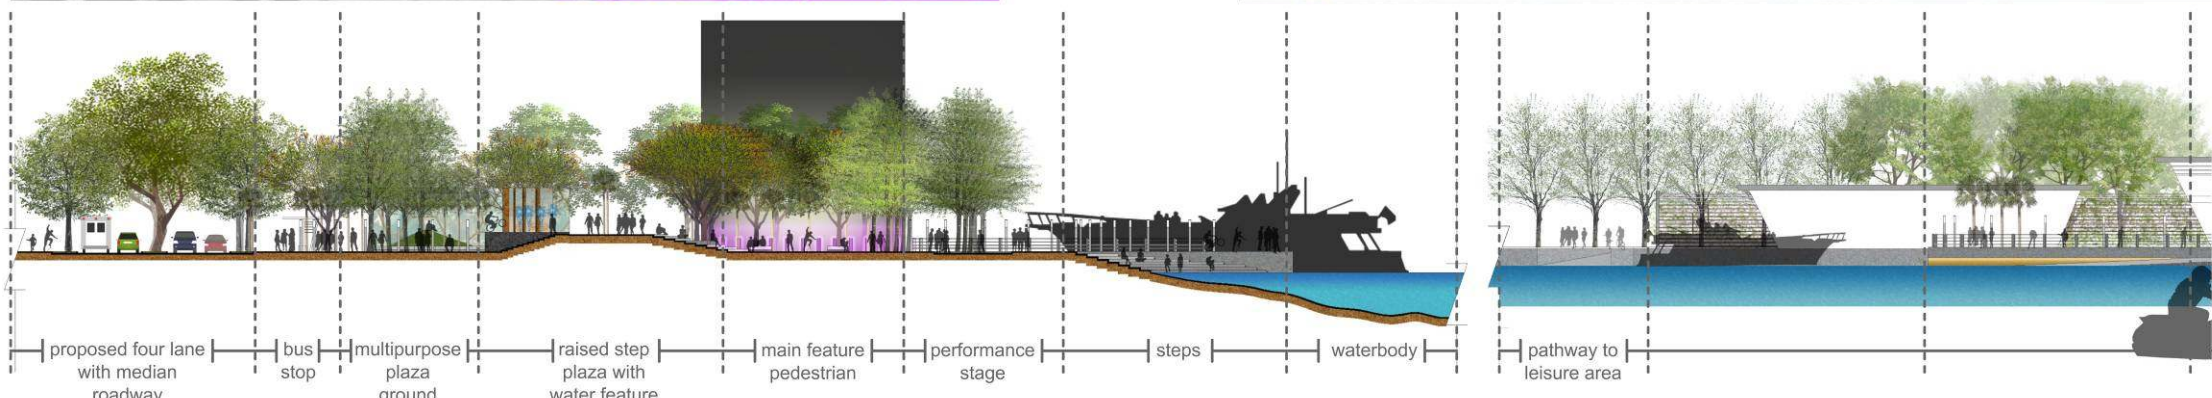 proposed four lane
with median
roadway
bus
stop
multipurpose
plaza
ground
raised step
plaza with
water feature
main feature
pedestrian
performance
stage
steps
waterbody
pathway to
leisure area